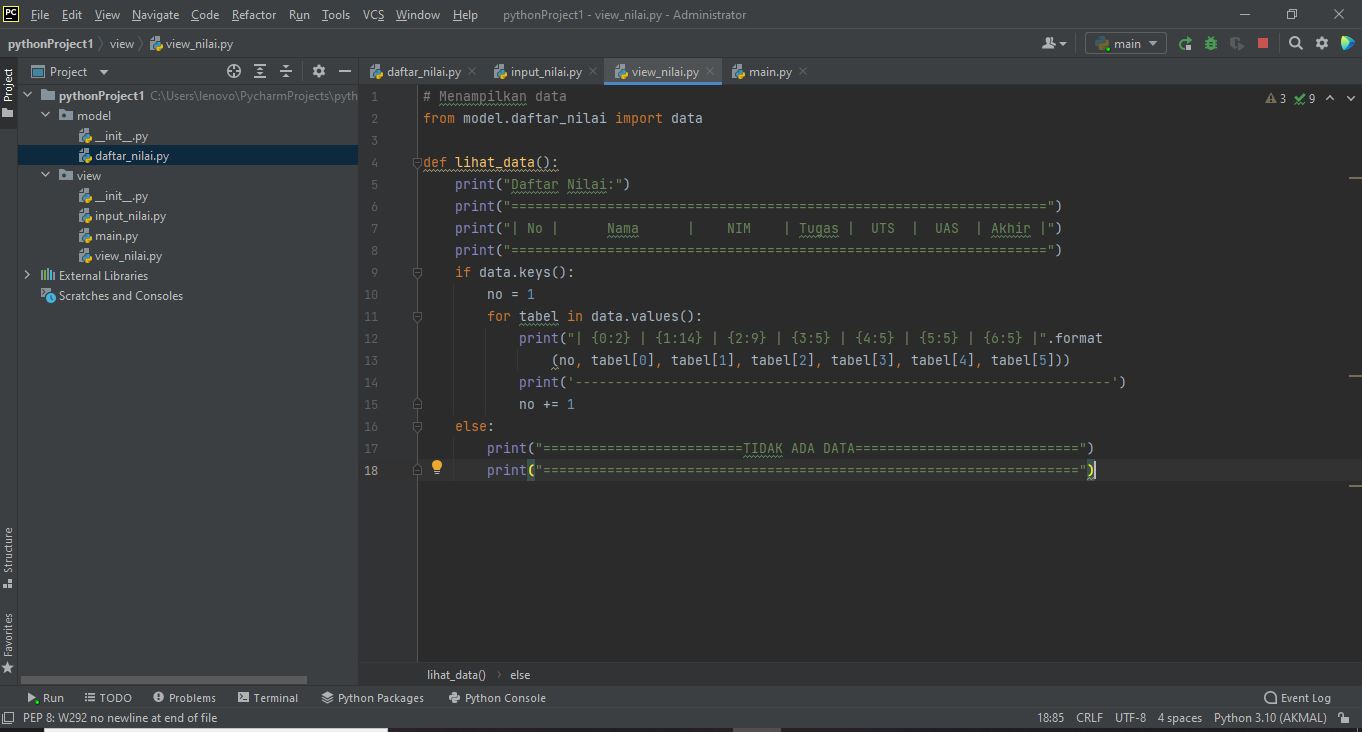 PC File Edit View Navigate Code Refactor Run Tools VCS Window Help pythonProject1 - view_nilai.py - Administrator
pythonProject1 view view_nilai.py main
Project daftar_nilai.py input_nilai.py view_nilai.py main.py
Project
pythonProject1 C:\Users\lenovo\PycharmProjects\pyth
model
__init__.py
daftar_nilai.py
view
__init__.py
input_nilai.py
main.py
view_nilai.py
External Libraries
Scratches and Consoles
Structure
Favorites
3 9
1 # Menampilkan data
2 from model.daftar_nilai import data
3
4 def lihat_data():
5     print("Daftar Nilai:")
6     print("===================================================================")
7     print("| No |      Nama      |    NIM    | Tugas |  UTS  |  UAS  | Akhir |")
8     print("===================================================================")
9     if data.keys():
10         no = 1
11         for tabel in data.values():
12             print("| {0:2} | {1:14} | {2:9} | {3:5} | {4:5} | {5:5} | {6:5} |".format
13                 (no, tabel[0], tabel[1], tabel[2], tabel[3], tabel[4], tabel[5]))
14             print('-------------------------------------------------------------------')
15             no += 1
16     else:
17         print("=========================TIDAK ADA DATA============================")
18         print("===================================================================")
lihat_data() else
Run TODO Problems Terminal Python Packages Python Console Event Log
PEP 8: W292 no newline at end of file 18:85 CRLF UTF-8 4 spaces Python 3.10 (AKMAL)